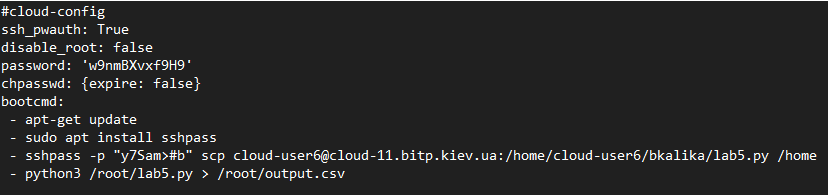 #cloud-config
ssh_pwauth: True
disable_root: false
password: 'w9nmBXvxf9H9'
chpasswd: {expire: false}
bootcmd:
 - apt-get update
 - sudo apt install sshpass
 - sshpass -p "y7Sam>#b" scp cloud-user6@cloud-11.bitp.kiev.ua:/home/cloud-user6/bkalika/lab5.py /home
 - python3 /root/lab5.py > /root/output.csv